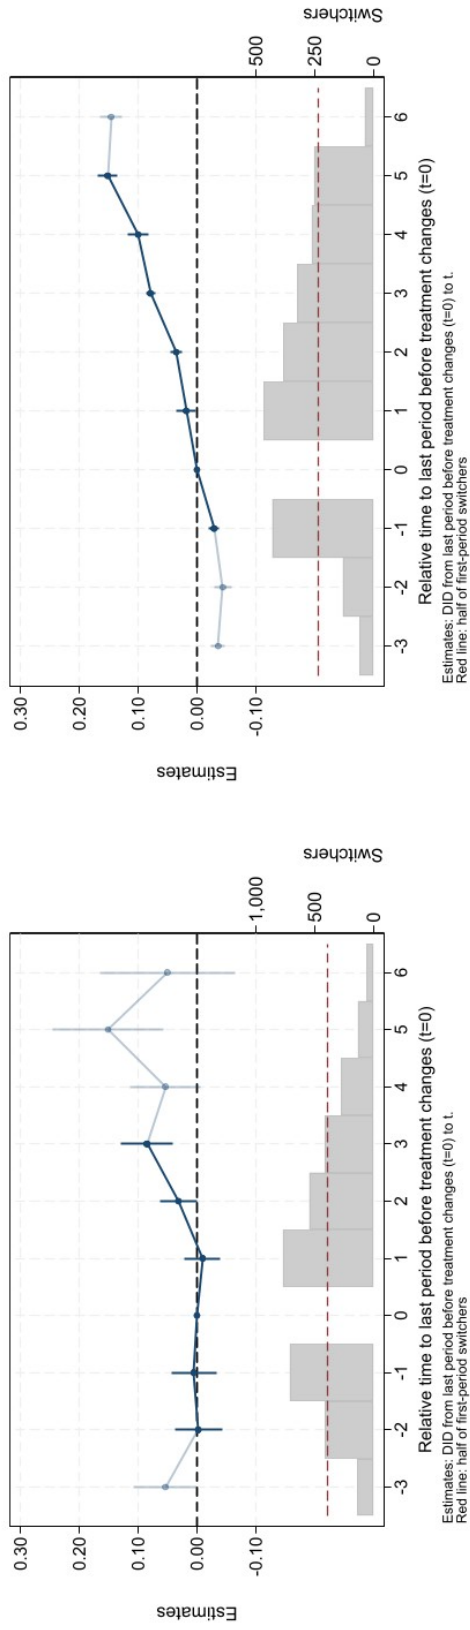 Estimates
0.30
0.20
0.10
0.00
-0.10
Switchers
1,000
500
0
-3 -2 -1 0 1 2 3 4 5 6
Relative time to last period before treatment changes (t=0)
Estimates: DID from last period before treatment changes (t=0) to t.
Red line: half of first-period switchers
Estimates
0.30
0.20
0.10
0.00
-0.10
Switchers
500
250
0
-3 -2 -1 0 1 2 3 4 5 6
Relative time to last period before treatment changes (t=0)
Estimates: DID from last period before treatment changes (t=0) to t.
Red line: half of first-period switchers